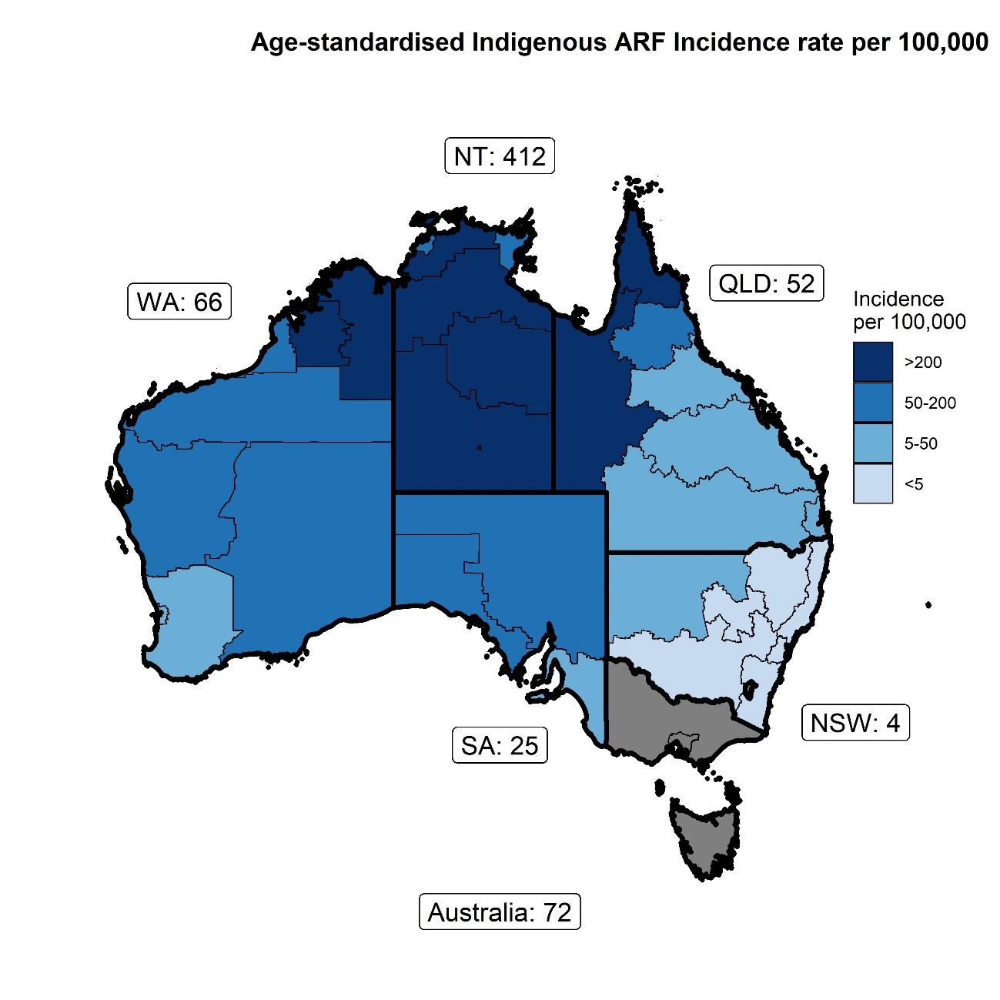 Age-standardised Indigenous ARF Incidence rate per 100,000
NT: 412
QLD: 52
WA: 66
Incidence
per 100,000
>200
50-200
5-50
<5
NSW: 4
SA: 25
Australia: 72